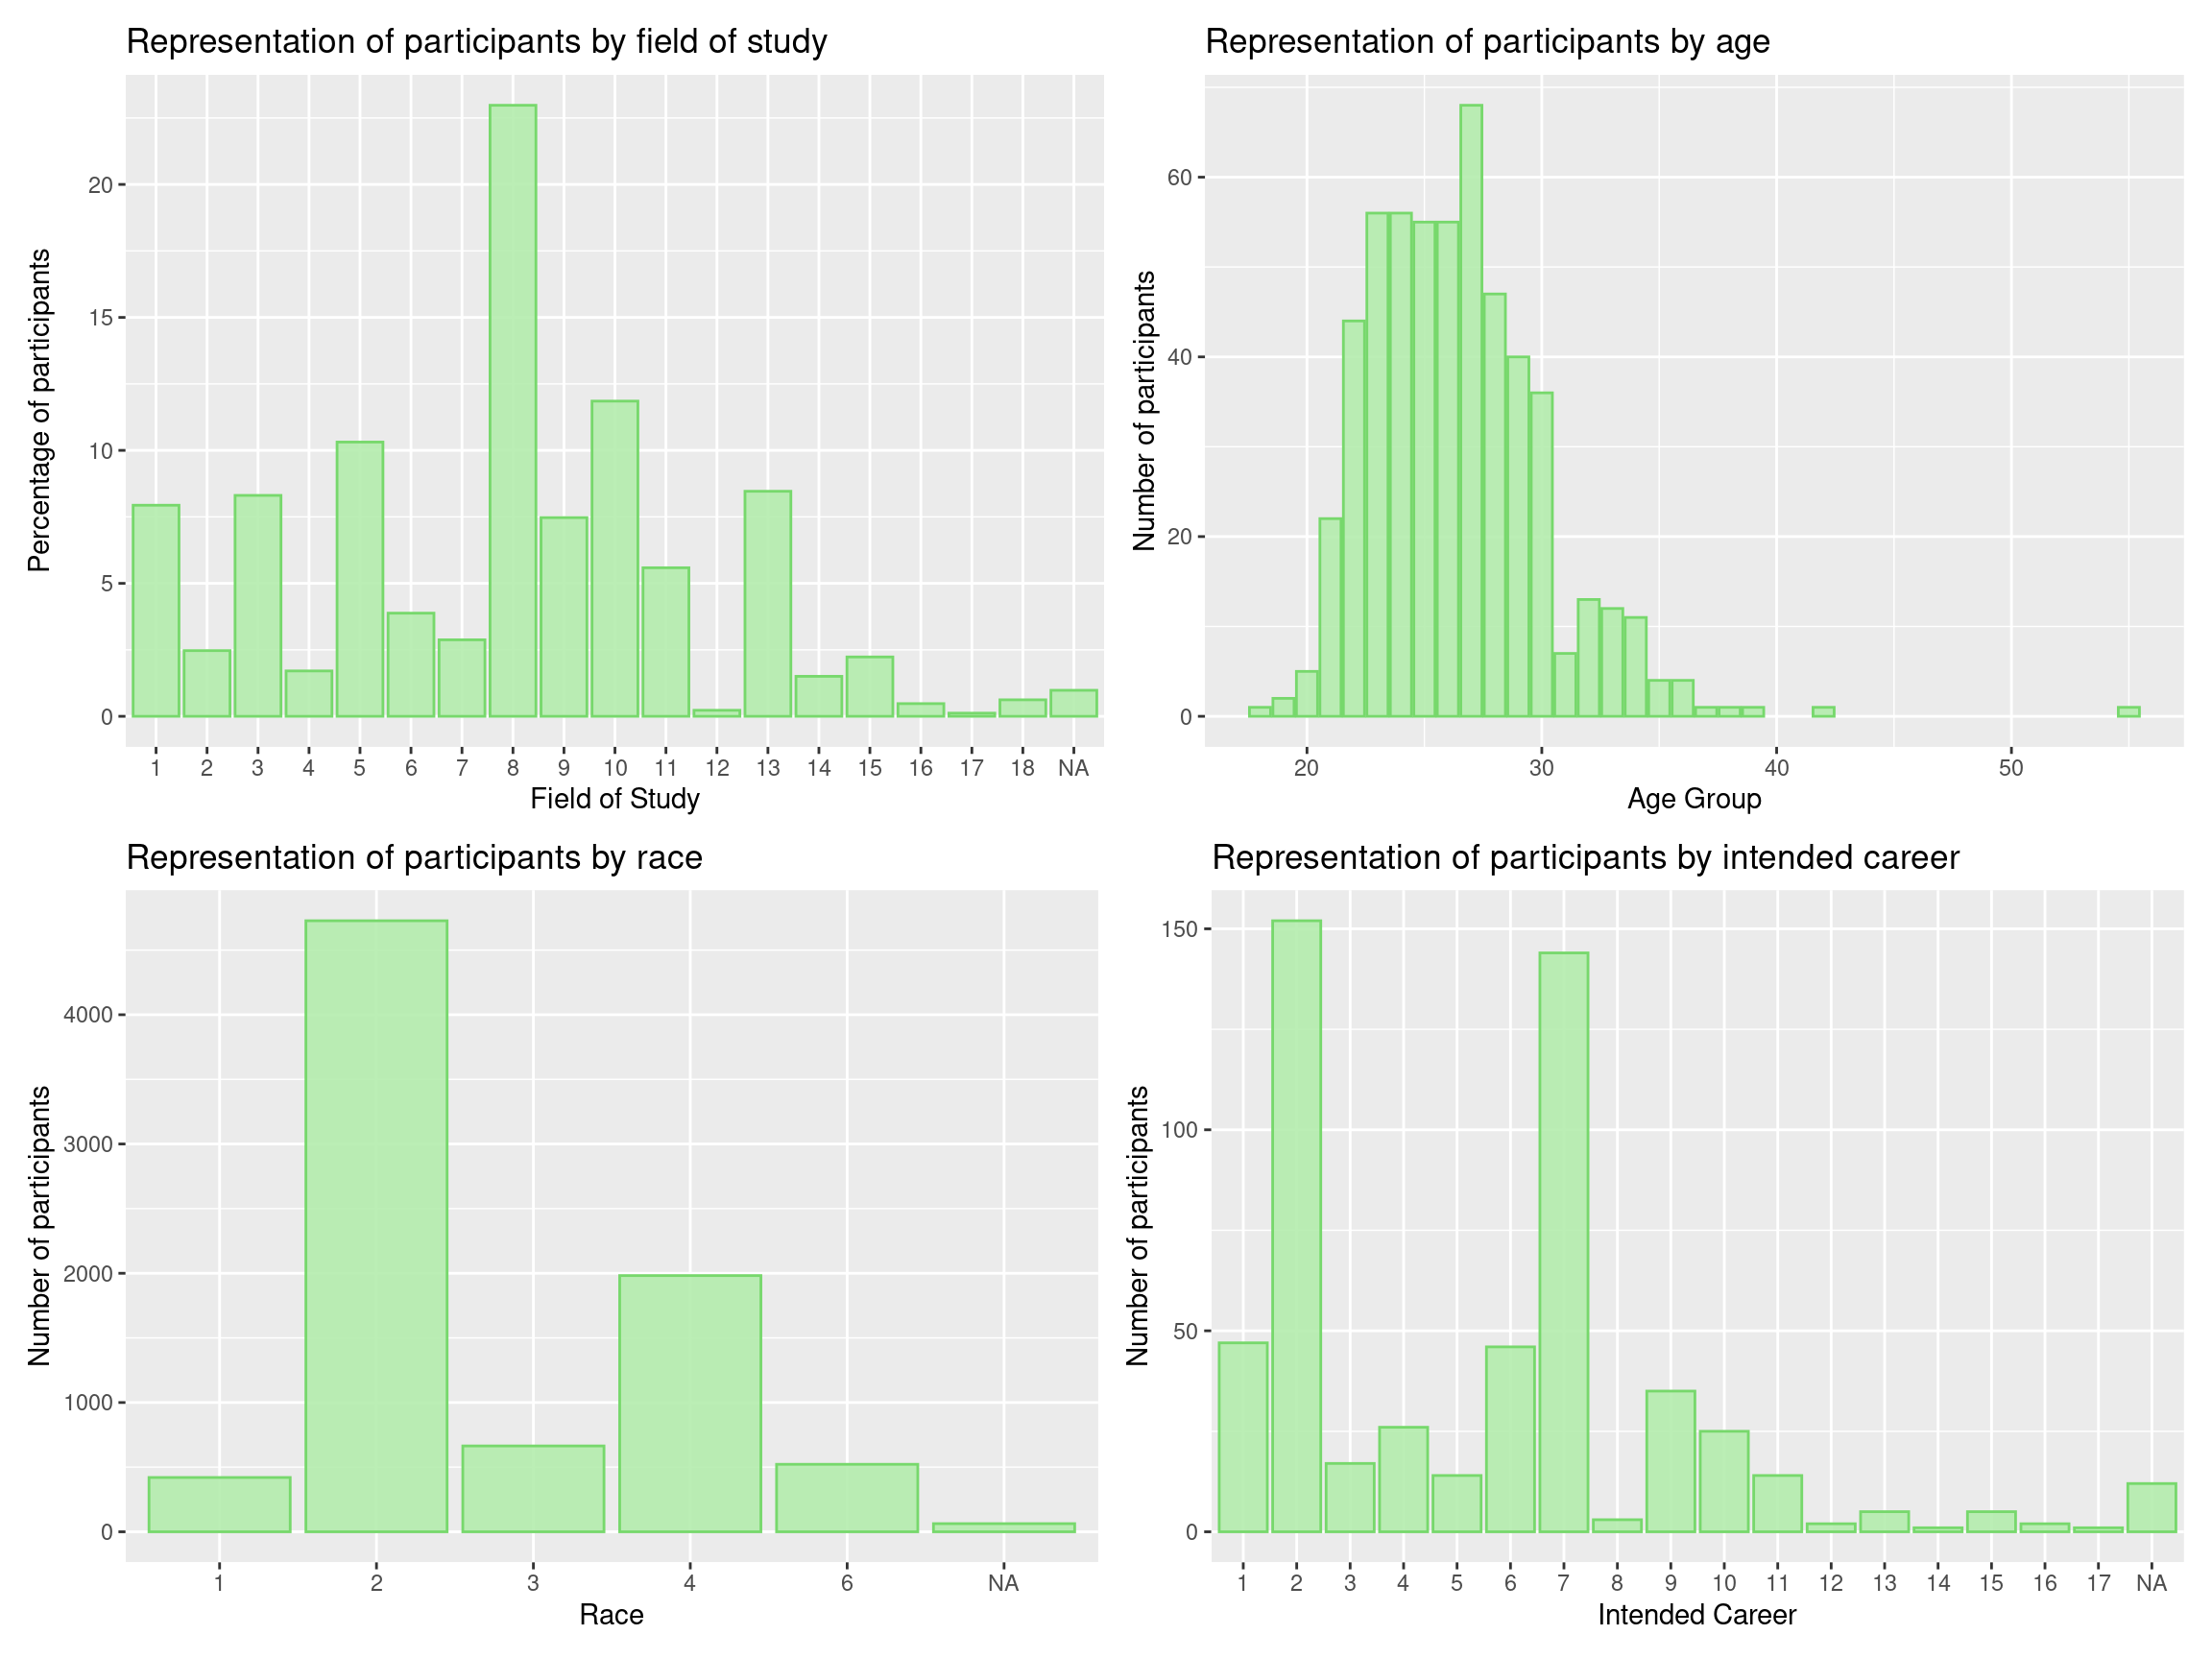 Representation of participants by field of study
Percentage of participants
20
15
10
5
0
1 2 3 4 5 6 7 8 9 10 11 12 13 14 15 16 17 18 NA
Field of Study
Representation of participants by age
Number of participants
60
40
20
0
20 30 40 50
Age Group
Representation of participants by race
Number of participants
4000
3000
2000
1000
0
1 2 3 4 6 NA
Race
Representation of participants by intended career
Number of participants
150
100
50
0
1 2 3 4 5 6 7 8 9 10 11 12 13 14 15 16 17 NA
Intended Career